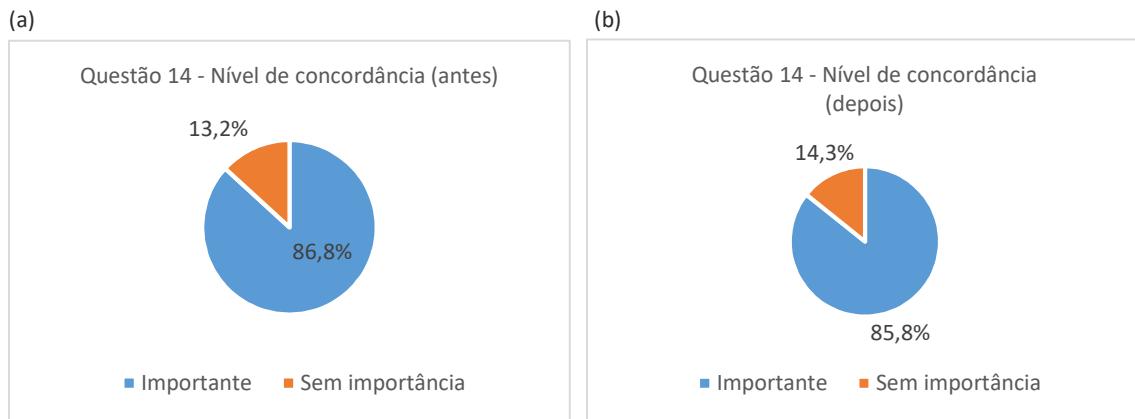 (a)
Questão 14 - Nível de concordância (antes)
13,2%
86,8%
Importante
Sem importância
(b)
Questão 14 - Nível de concordância
(depois)
14,3%
85,8%
Importante
Sem importância